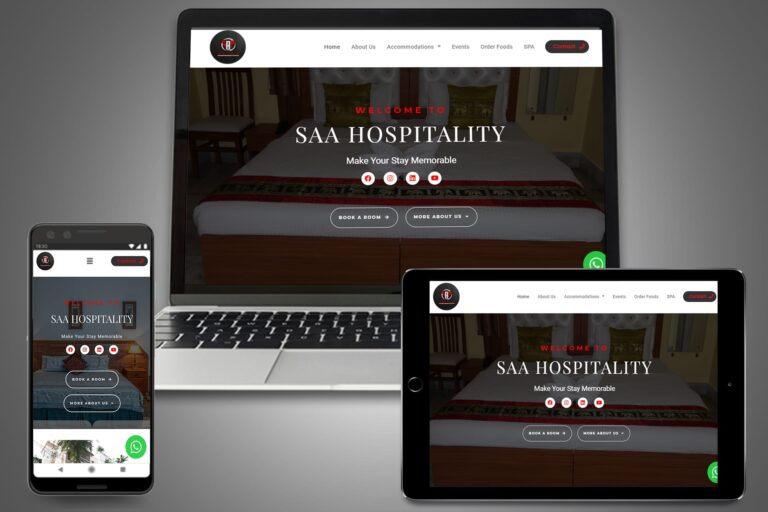 Home About Us Accommodations Events Order Foods SPA Contact
WELCOME TO
SAA HOSPITALITY
Make Your Stay Memorable
BOOK A ROOM
MORE ABOUT US
19:30
Contact
WELCOME TO
SAA HOSPITALITY
Make Your Stay Memorable
BOOK A ROOM
MORE ABOUT US
Home About Us Accommodations Events Order Foods SPA Contact
WELCOME TO
SAA HOSPITALITY
Make Your Stay Memorable
BOOK A ROOM
MORE ABOUT US